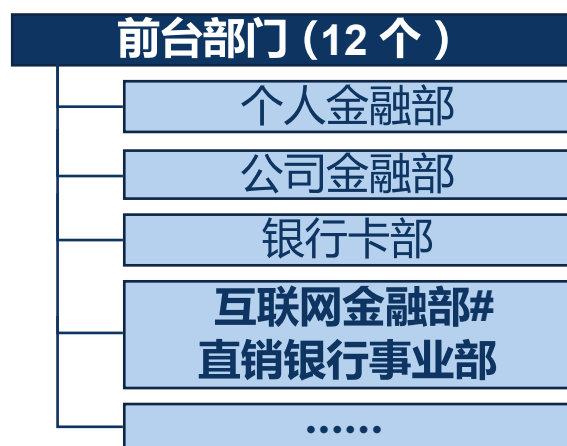 前台部门（12 个 ）
个人金融部
公司金融部
银行卡部
互联网金融部#
直销银行事业部
……